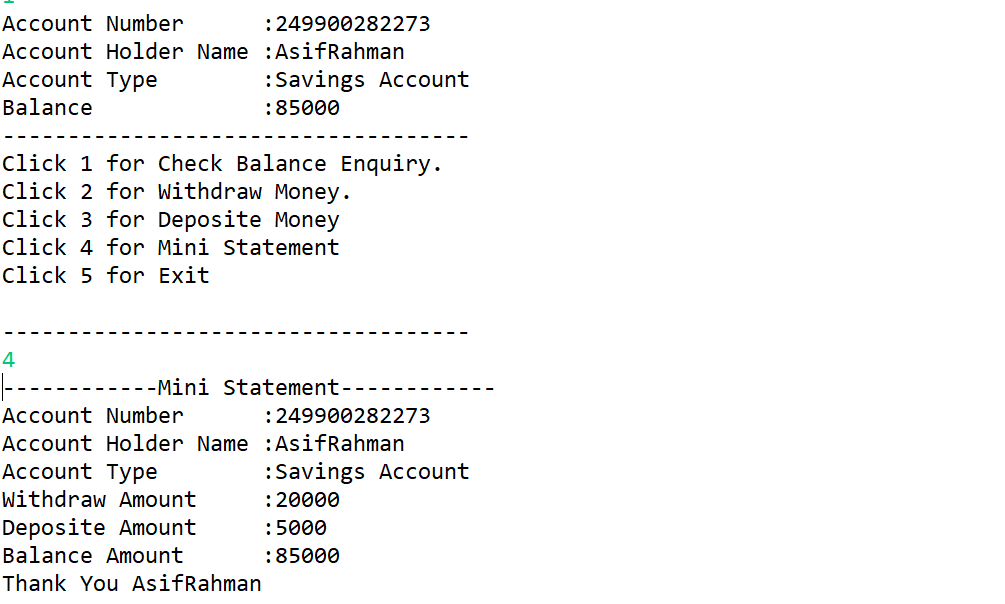 1
Account Number      :249900282273
Account Holder Name :AsifRahman
Account Type        :Savings Account
Balance             :85000
------------------------------------
Click 1 for Check Balance Enquiry.
Click 2 for Withdraw Money.
Click 3 for Deposite Money
Click 4 for Mini Statement
Click 5 for Exit
------------------------------------
4
------------Mini Statement------------
Account Number      :249900282273
Account Holder Name :AsifRahman
Account Type        :Savings Account
Withdraw Amount     :20000
Deposite Amount     :5000
Balance Amount      :85000
Thank You AsifRahman